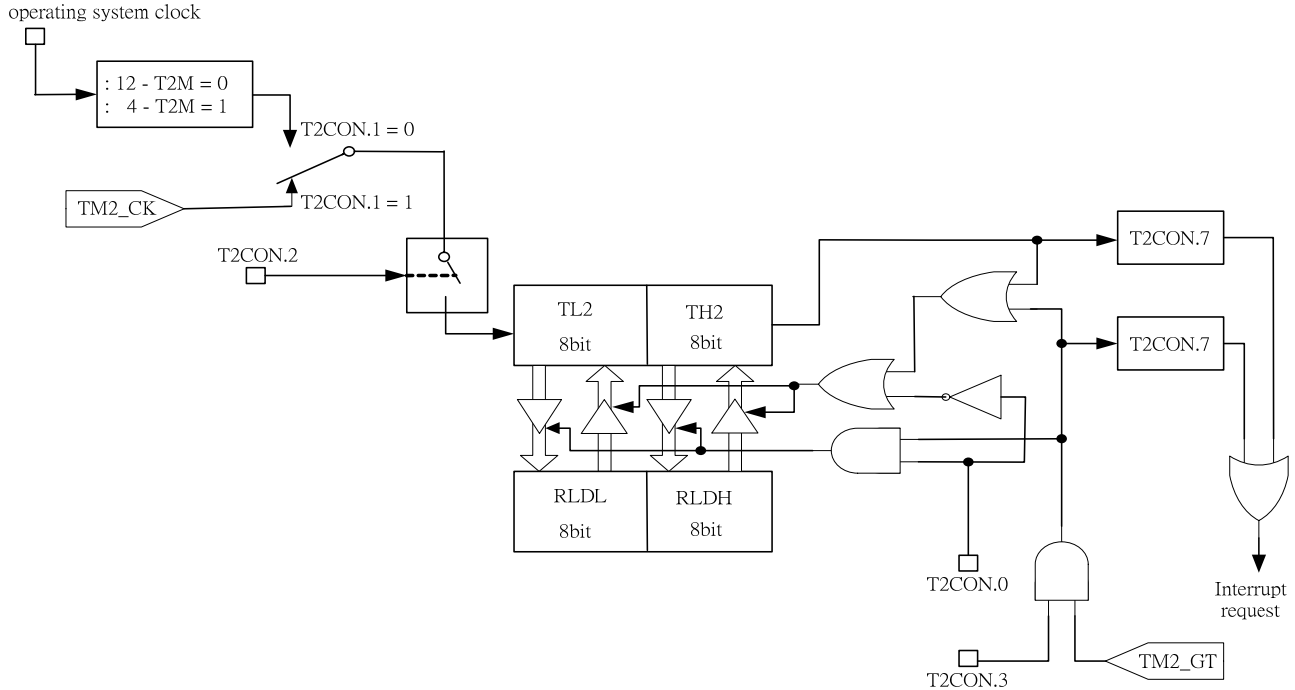 operating system clock
: 12 - T2M = 0
: 4 - T2M = 1
T2CON.1 = 0
TM2_CK
T2CON.1 = 1
T2CON.2
T2CON.7
TL2
8bit
TH2
8bit
T2CON.7
RLDL
8bit
RLDH
8bit
T2CON.0
Interrupt
request
T2CON.3
TM2_GT